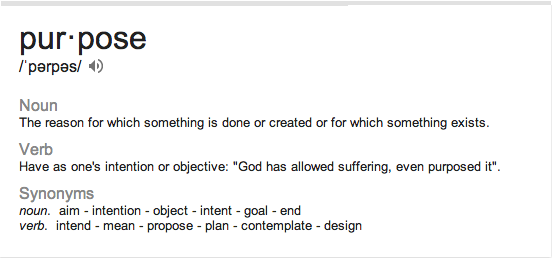 pur·pose
/ˈpərpəs/
Noun
The reason for which something is done or created or for which something exists.
Verb
Have as one's intention or objective: "God has allowed suffering, even purposed it".
Synonyms
noun. aim - intention - object - intent - goal - end
verb. intend - mean - propose - plan - contemplate - design